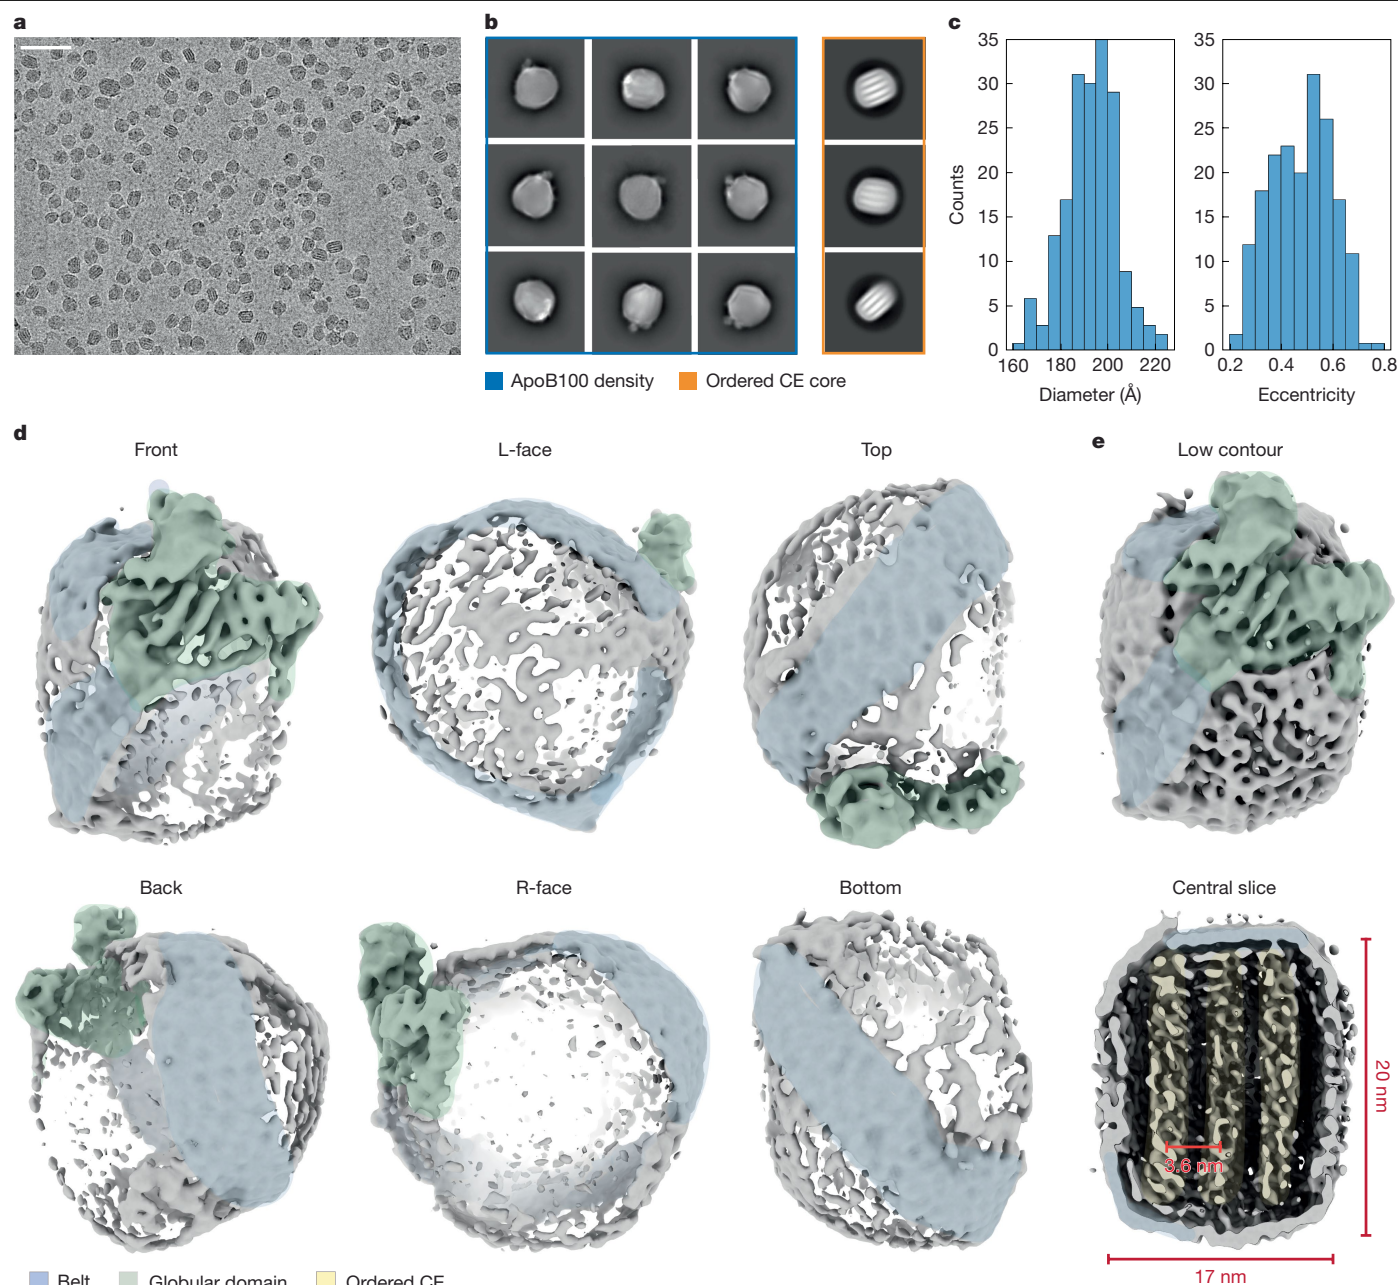 a
b
c
ApoB100 density
Ordered CE core
Counts
35
30
25
20
15
10
5
0
160
180
200
220
Diameter (Å)
35
30
25
20
15
10
5
0
0.2
0.4
0.6
0.8
Eccentricity
d
Front
L-face
Top
e
Low contour
Back
R-face
Bottom
Central slice
3.6 nm
20 nm
17 nm
Belt
Globular domain
Ordered CE